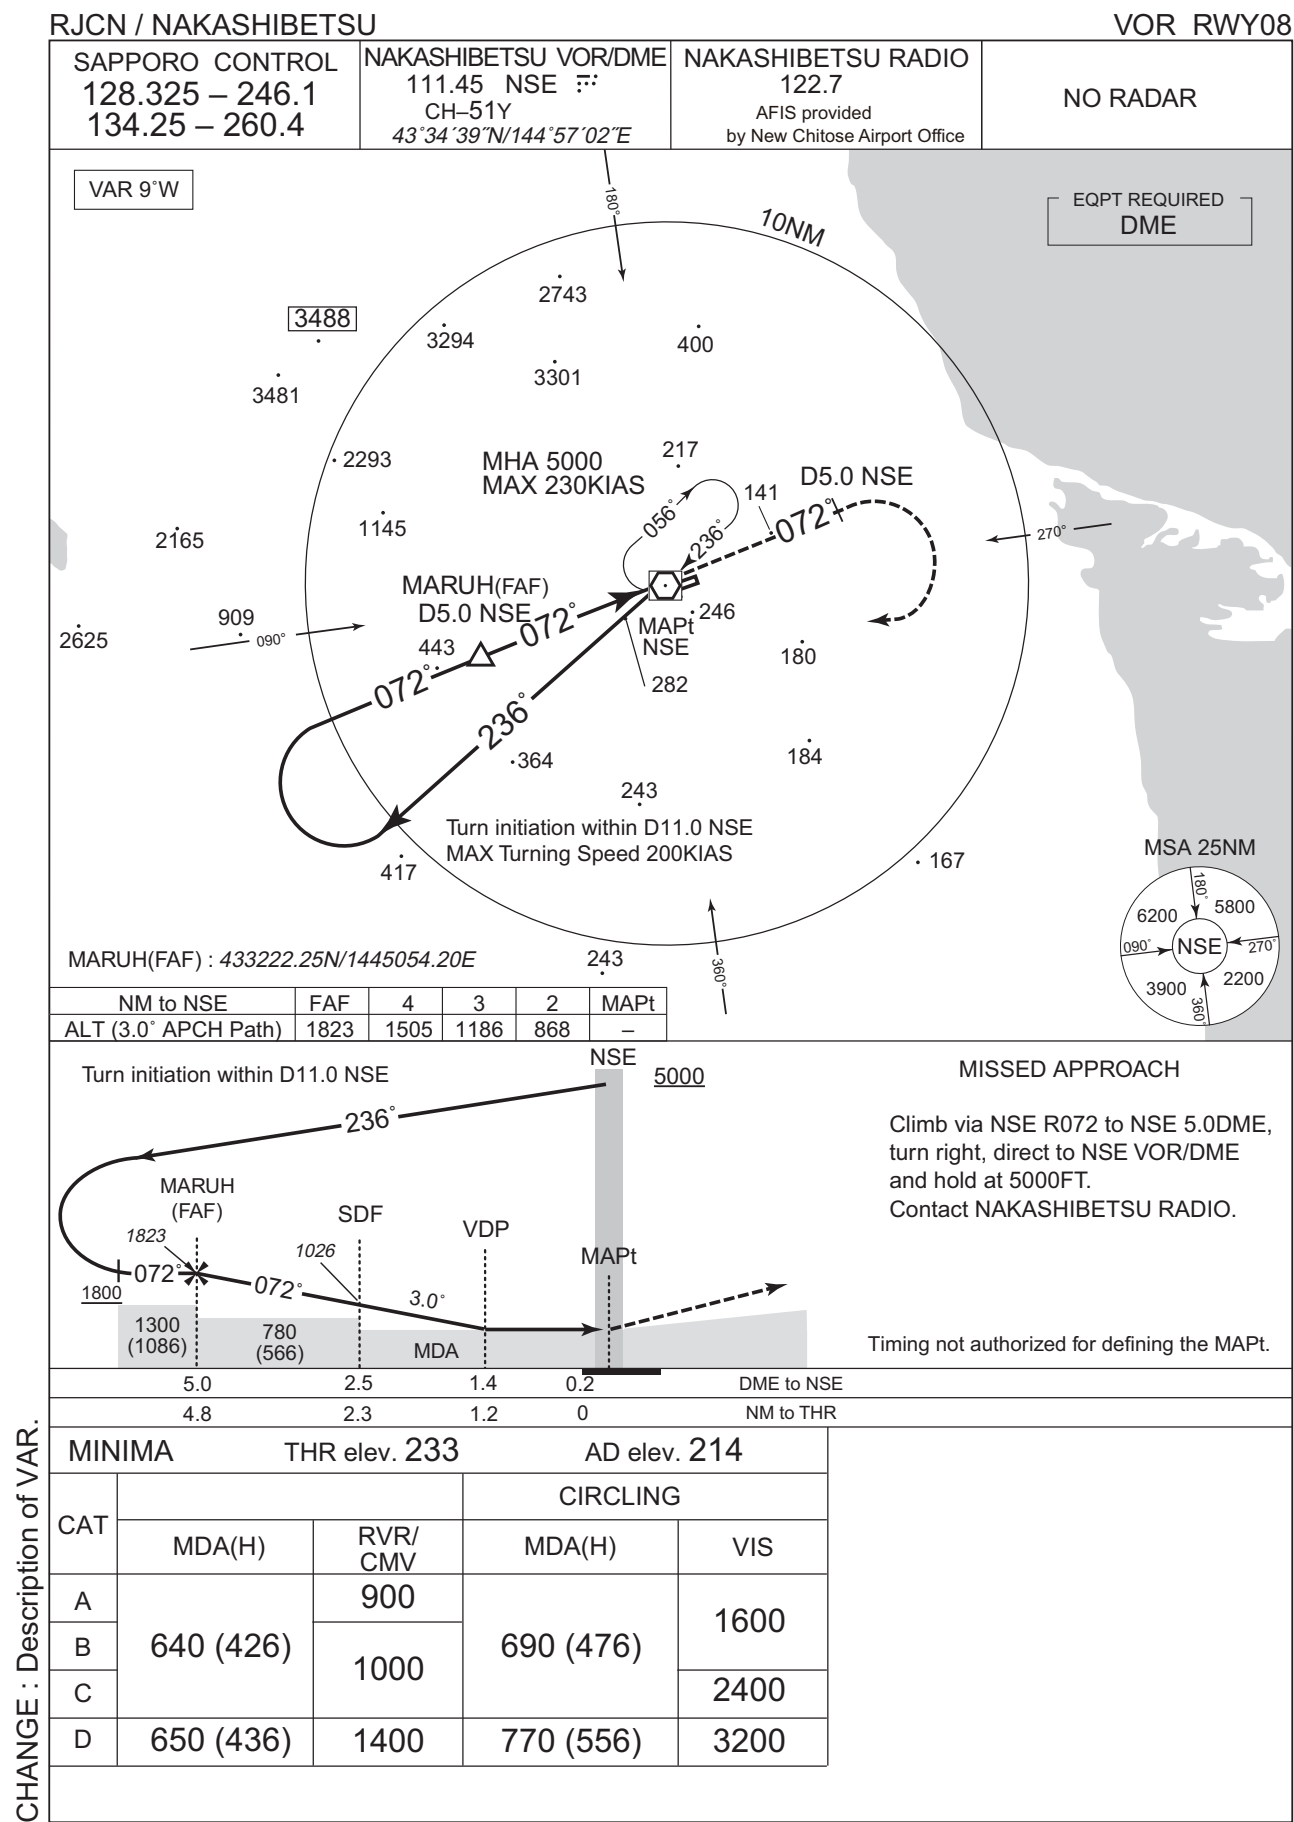 RJCN / NAKASHIBETSU
VOR RWY08
SAPPORO CONTROL
128.325 – 246.1
134.25 – 260.4
NAKASHIBETSU VOR/DME
111.45 NSE
CH–51Y
43°34´39˝N/144°57´02˝E
NAKASHIBETSU RADIO
122.7
AFIS provided
by New Chitose Airport Office
NO RADAR
VAR 9°W
EQPT REQUIRED
DME
180°
10NM
2743
3488
3294
400
3301
3481
2293
MHA 5000
MAX 230KIAS
217
D5.0 NSE
141
056°
236°
072°
1145
2165
270°
MARUH(FAF)
D5.0 NSE
072°
909
090°
2625
443
072°
MAPt
NSE
246
180
282
236°
364
184
243
Turn initiation within D11.0 NSE
MAX Turning Speed 200KIAS
417
167
MSA 25NM
180°
6200
5800
090°
NSE
270°
3900
2200
360°
MARUH(FAF) : 433222.25N/1445054.20E
243
360°
NM to NSE FAF 4 3 2 MAPt
ALT (3.0° APCH Path) 1823 1505 1186 868 –
Turn initiation within D11.0 NSE
NSE
5000
236°
MARUH
(FAF)
1823
SDF
1026
VDP
MAPt
072°
072°
3.0°
1800
1300
(1086)
780
(566)
MDA
MISSED APPROACH
Climb via NSE R072 to NSE 5.0DME,
turn right, direct to NSE VOR/DME
and hold at 5000FT.
Contact NAKASHIBETSU RADIO.
Timing not authorized for defining the MAPt.
5.0 2.5 1.4 0.2 DME to NSE
4.8 2.3 1.2 0 NM to THR
MINIMA THR elev. 233 AD elev. 214
CAT
CIRCLING
MDA(H)
RVR/
CMV
MDA(H)
VIS
A
B
C
640 (426)
900
1000
690 (476)
1600
2400
D 650 (436) 1400 770 (556) 3200
CHANGE : Description of VAR.